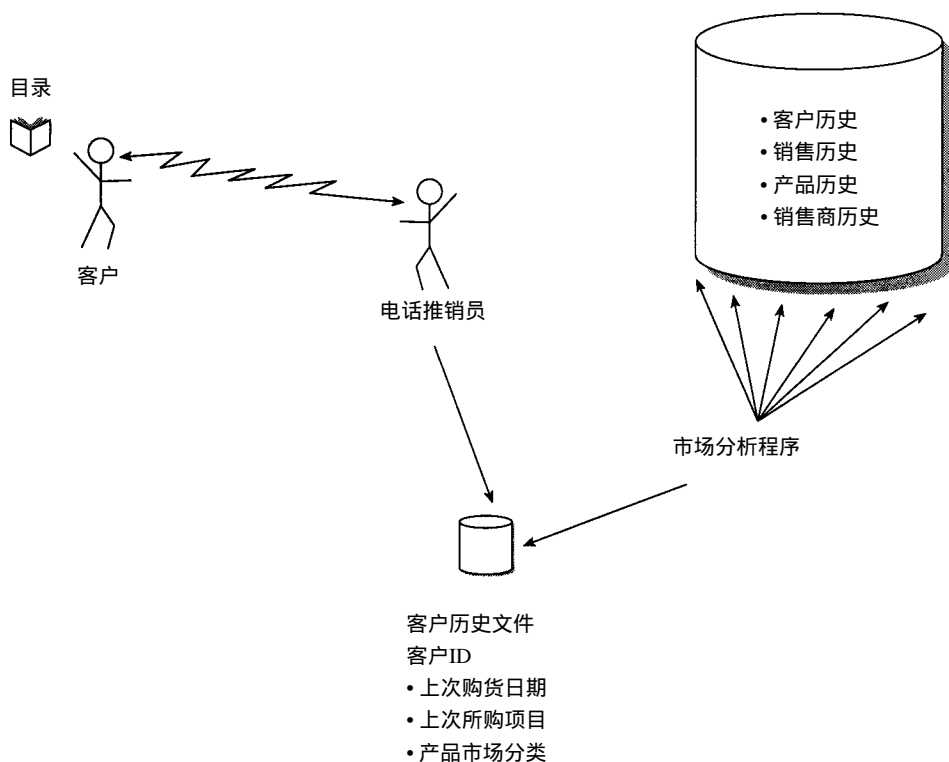 目录
• 客户历史
• 销售历史
• 产品历史
• 销售商历史
客户
电话推销员
市场分析程序
客户历史文件
客户ID
• 上次购货日期
• 上次所购项目
• 产品市场分类